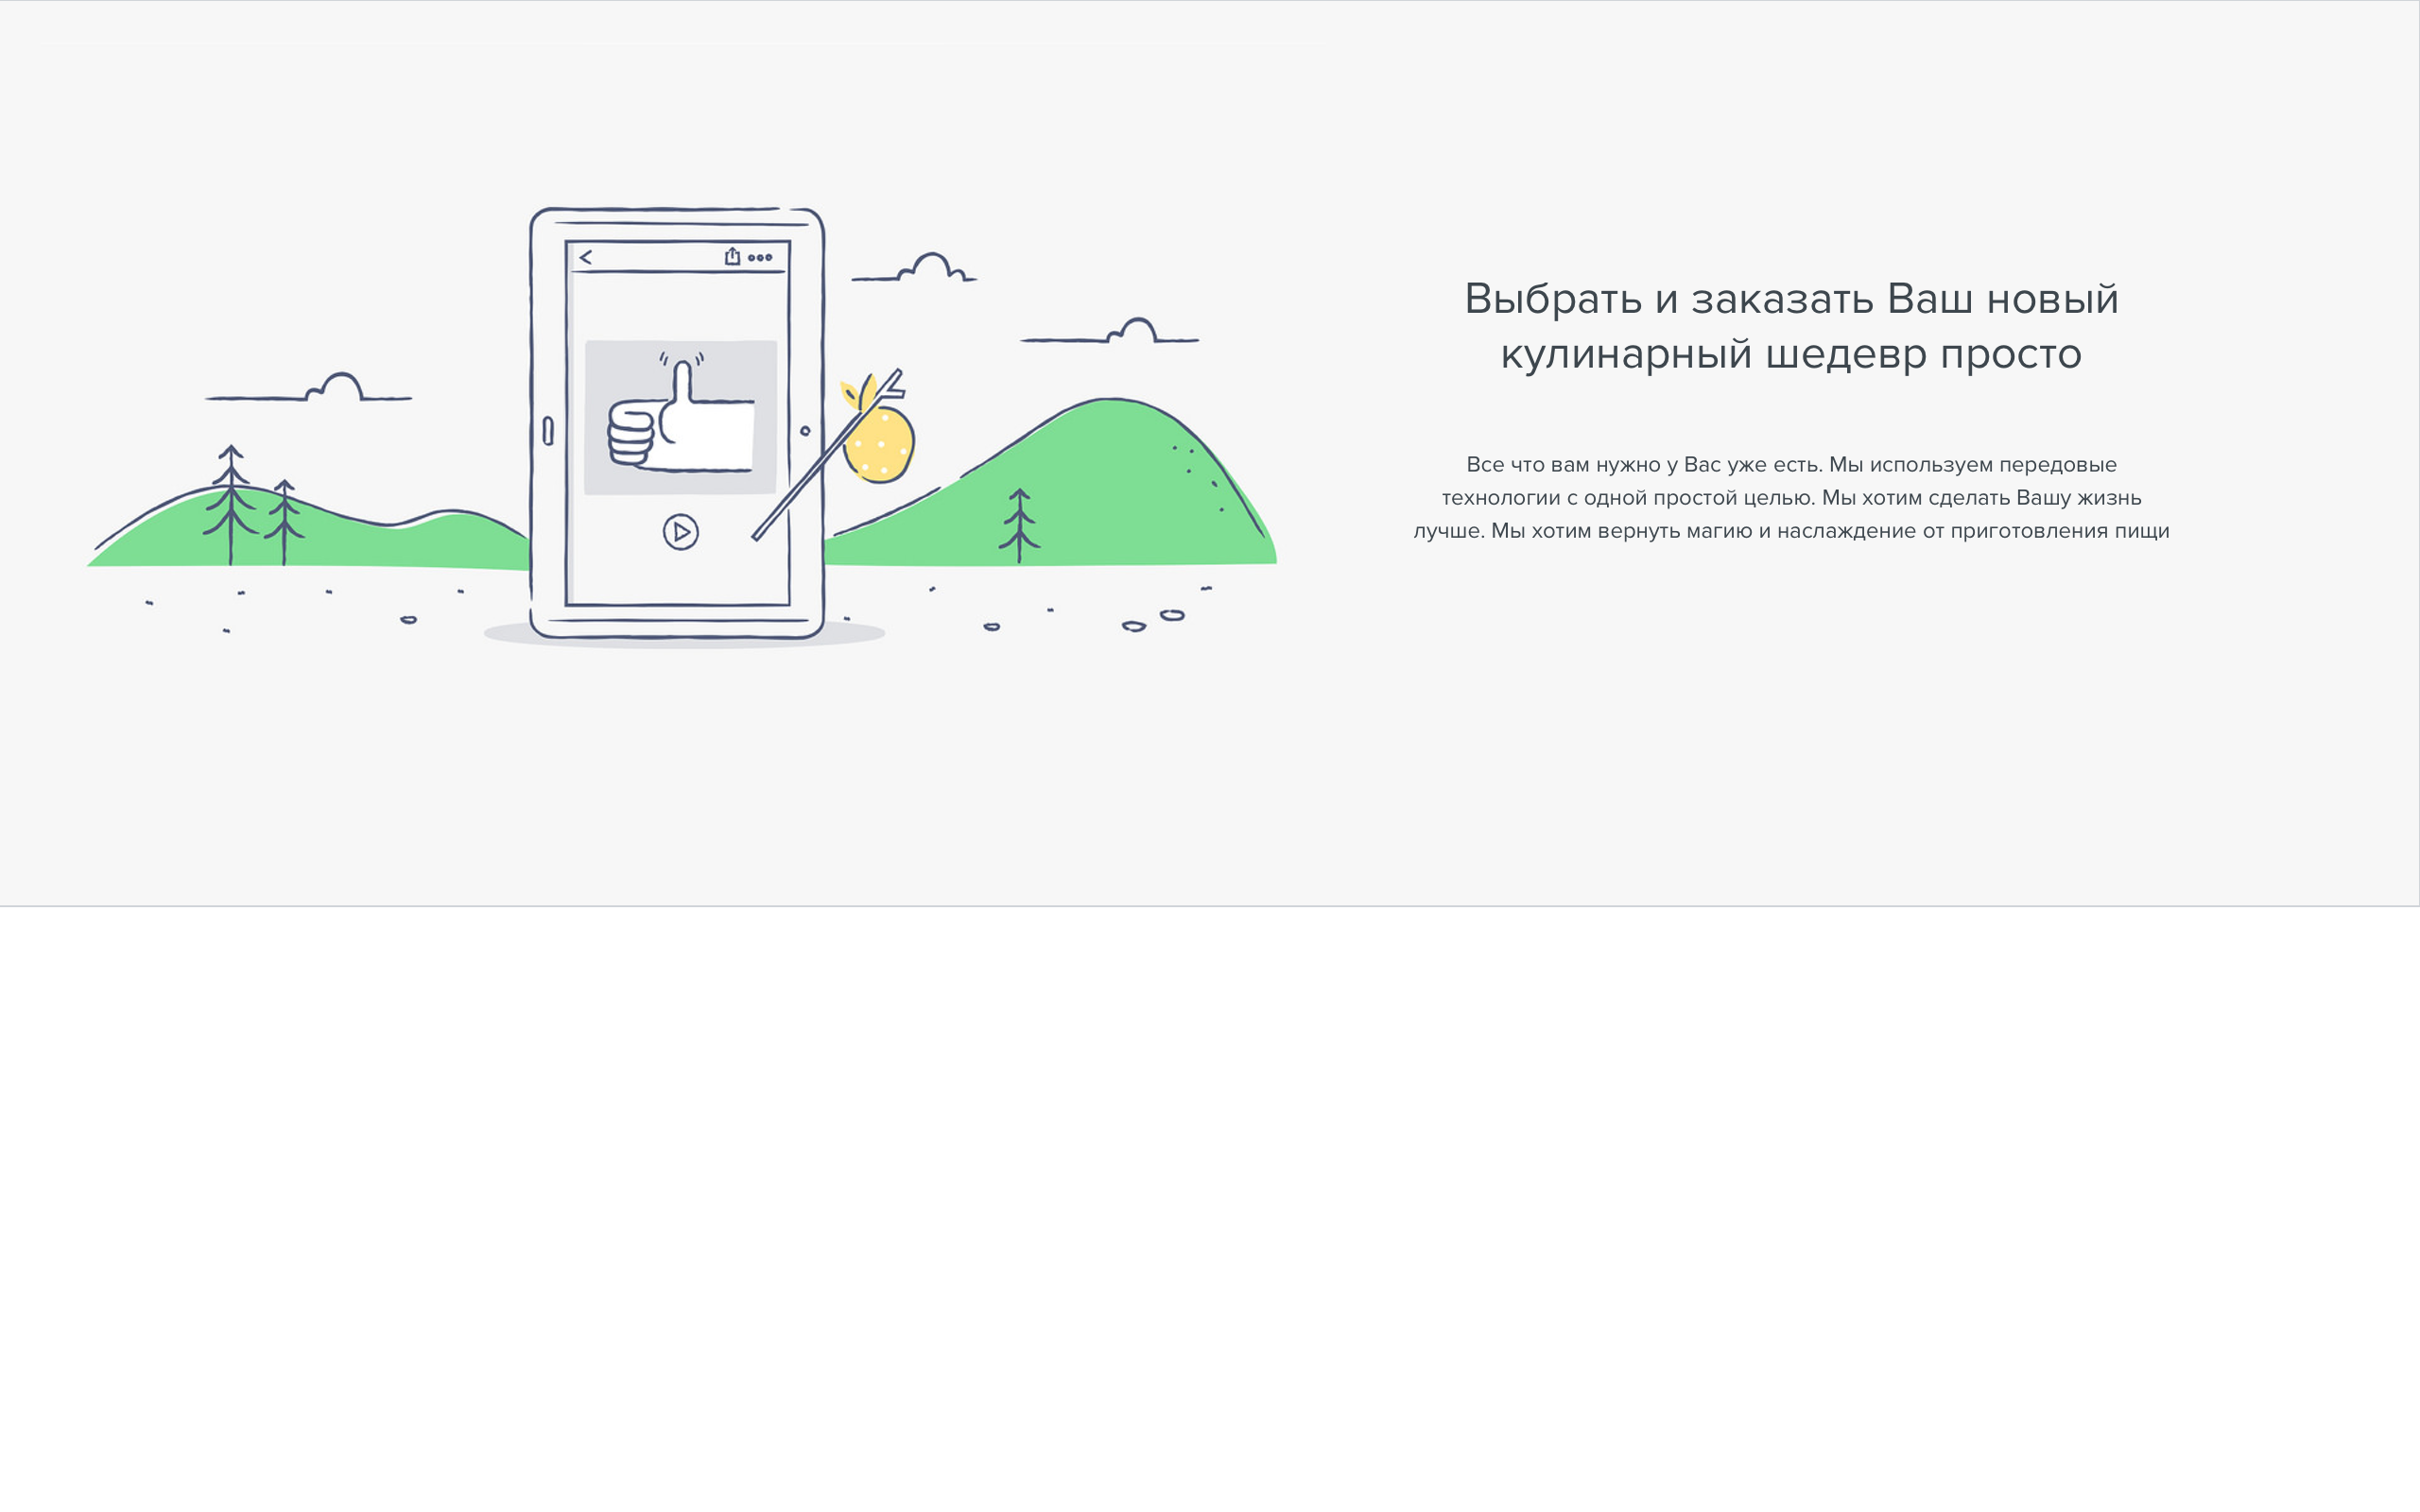 Выбрать и заказать Ваш новый
кулинарный шедевр просто
Все что вам нужно у Вас уже есть. Мы используем передовые
технологии с одной простой целью. Мы хотим сделать Вашу жизнь
лучше. Мы хотим вернуть магию и наслаждение от приготовления пищи